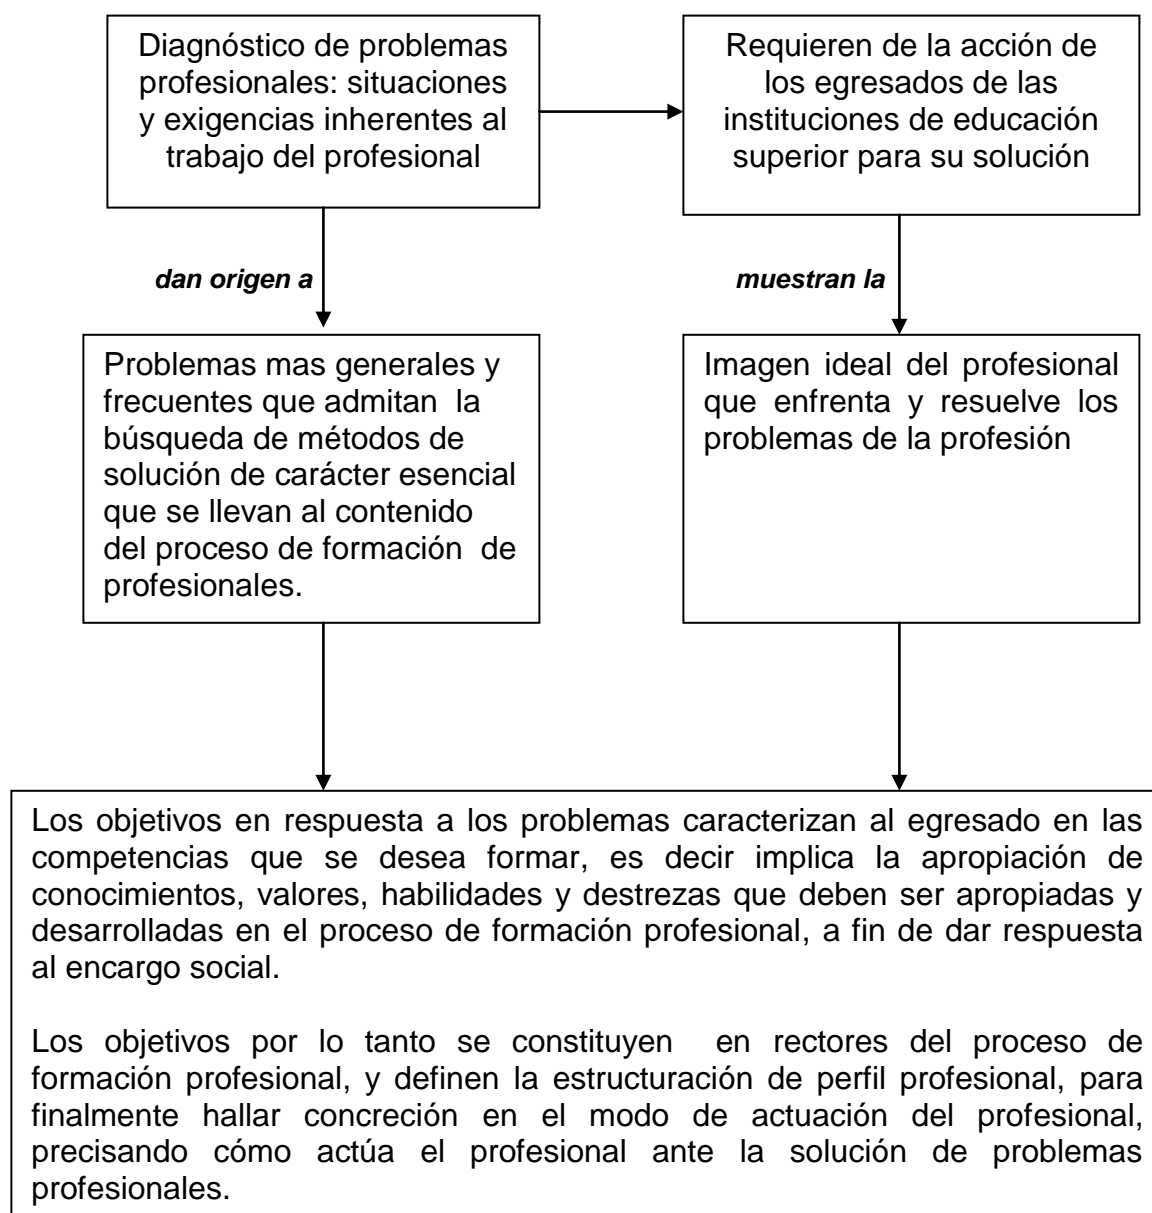 Diagnóstico de problemas
profesionales: situaciones
y exigencias inherentes al
trabajo del profesional
Requieren de la acción de
los egresados de las
instituciones de educación
superior para su solución
dan origen a
muestran la
Problemas mas generales y
frecuentes que admitan la
búsqueda de métodos de
solución de carácter esencial
que se llevan al contenido
del proceso de formación de
profesionales.
Imagen ideal del profesional
que enfrenta y resuelve los
problemas de la profesión
Los objetivos en respuesta a los problemas caracterizan al egresado en las
competencias que se desea formar, es decir implica la apropiación de
conocimientos, valores, habilidades y destrezas que deben ser apropiadas y
desarrolladas en el proceso de formación profesional, a fin de dar respuesta
al encargo social.
Los objetivos por lo tanto se constituyen en rectores del proceso de
formación profesional, y definen la estructuración de perfil profesional, para
finalmente hallar concreción en el modo de actuación del profesional,
precisando cómo actúa el profesional ante la solución de problemas
profesionales.